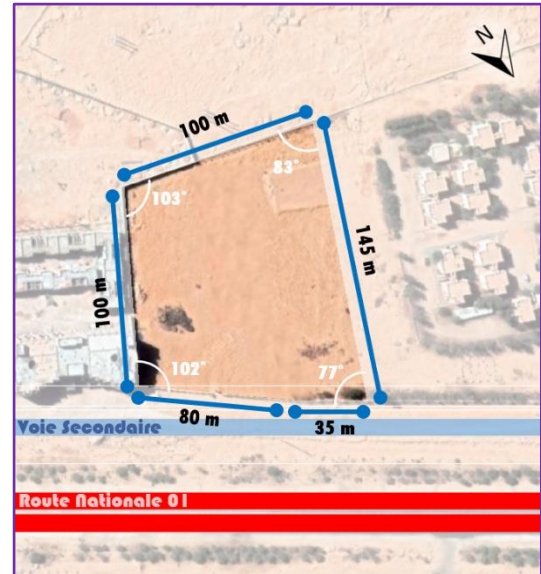 N
100 m
83°
103°
145 m
100 m
102°
77°
80 m
35 m
Voie Secondaire
Route Nationale 01